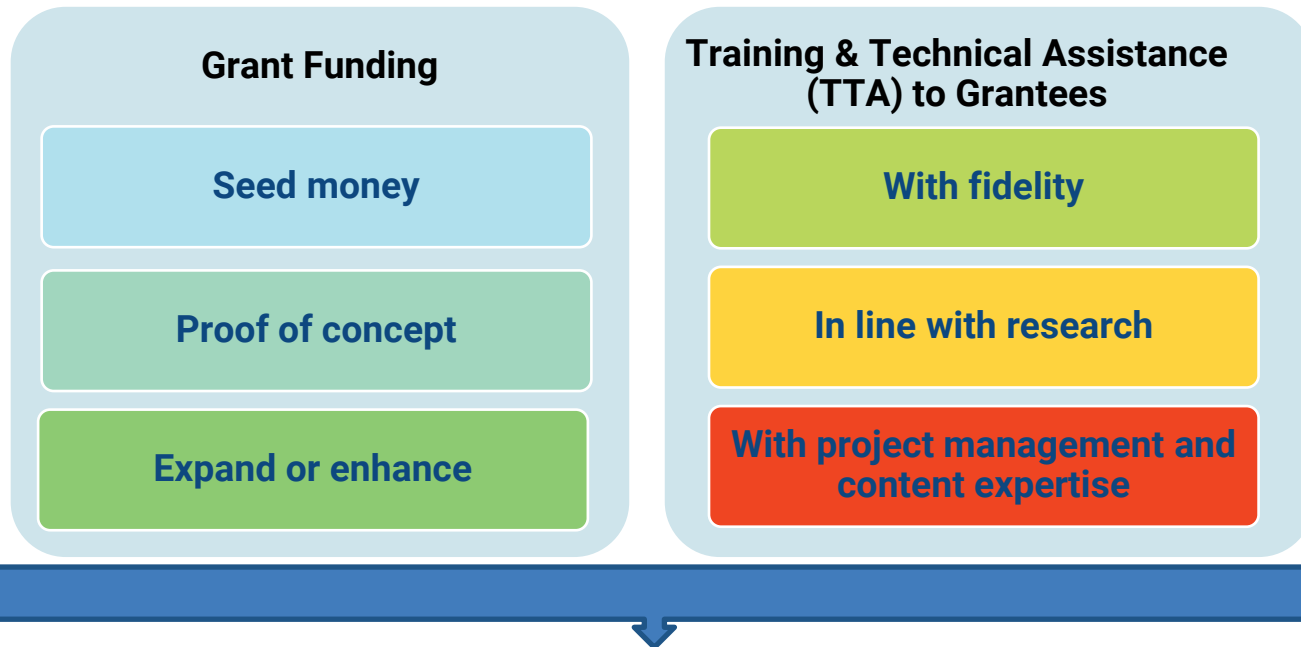 Grant Funding
Seed money
Proof of concept
Expand or enhance
Training & Technical Assistance
(TTA) to Grantees
With fidelity
In line with research
With project management and
content expertise